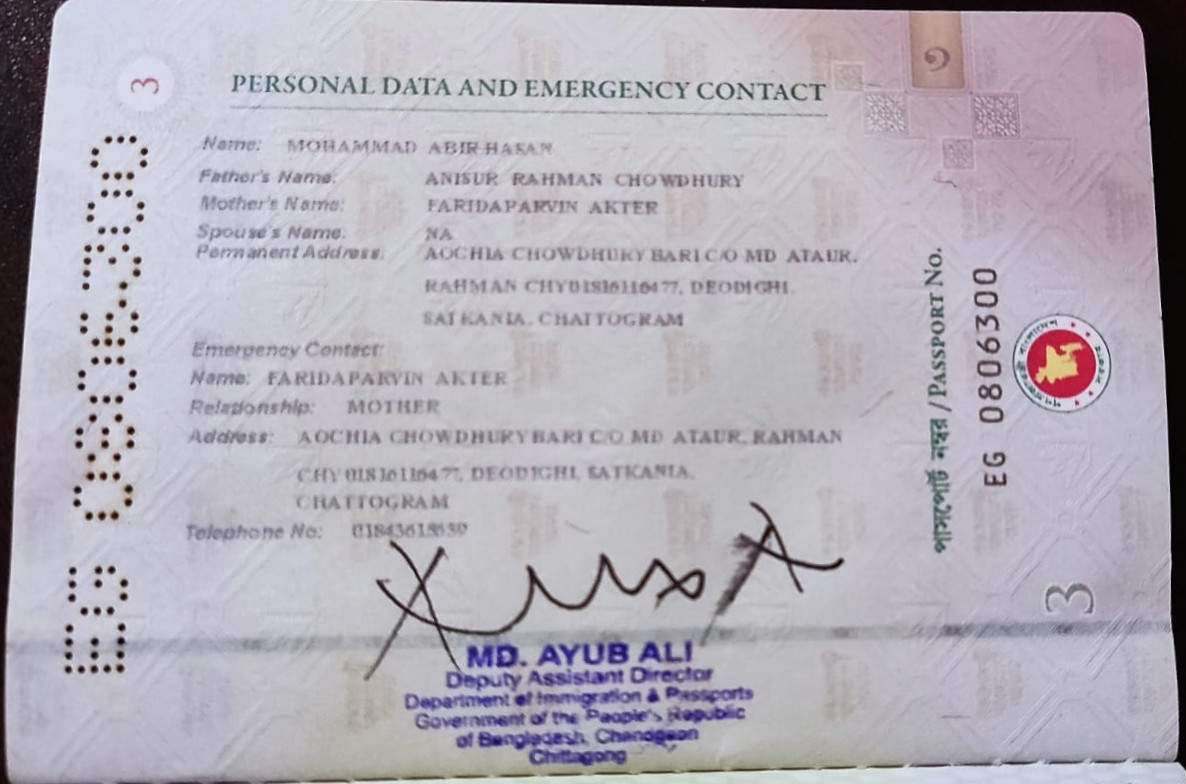 3
PERSONAL DATA AND EMERGENCY CONTACT
Name: MOHAMMAD ABIR HASAN
Father's Name: ANISUR RAHMAN CHOWDHURY
Mother's Name: FARIDAPARVIN AKTER
Spouse's Name: NA
Permanent Address: AOCHIA CHOWDHURY BARI C/O MD ATAUR.
RAHMAN CHY01816116477, DEODIGHI.
SATKANIA. CHATTOGRAM
Emergency Contact:
Name: FARIDAPARVIN AKTER
Relationship: MOTHER
Address: AOCHIA CHOWDHURY BARI C/O MD ATAUR. RAHMAN
CHY 01816116477, DEODIGHI, SATKANIA.
CHATTOGRAM
Telephone No:
MD. AYUB ALI
Deputy Assistant Director
Department of Immigration & Passports
Government of the People's Republic
of Bangladesh, Chandgaon
Chittagong
EG 0806300
পাসপোর্ট নম্বর / PASSPORT No.
EG 0806300
৩
3